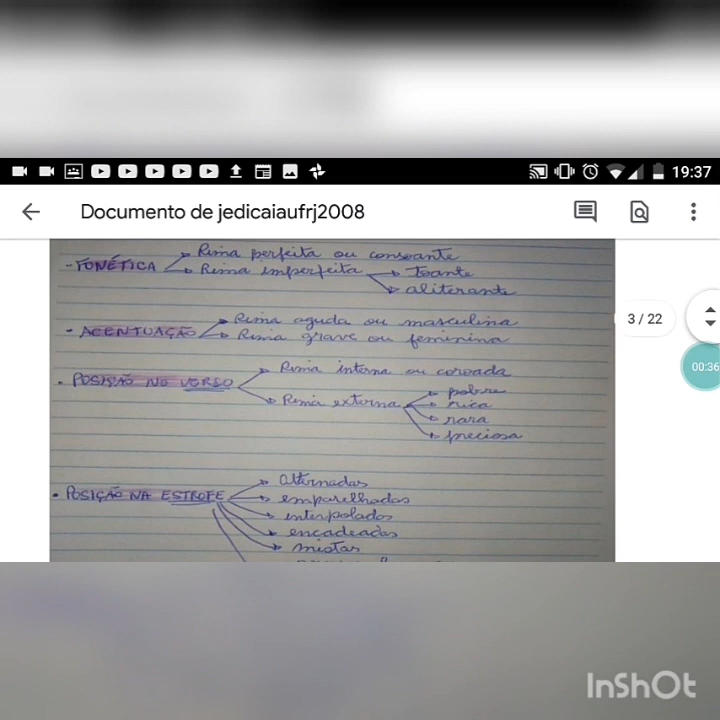 19:37
Documento de jedicaiaufrj2008
- FONÉTICA
Rima perfeita ou consoante
Rima imperfeita
toante
aliterante
- ACENTUAÇÃO
Rima aguda ou masculina
Rima grave ou feminina
3 / 22
00:36
• POSIÇÃO NO VERSO
Rima interna ou coroada
Rima externa
pobre
rica
rara
preciosa
• POSIÇÃO NA ESTROFE
alternadas
emparelhadas
interpoladas
encadeadas
mistas
InShOt